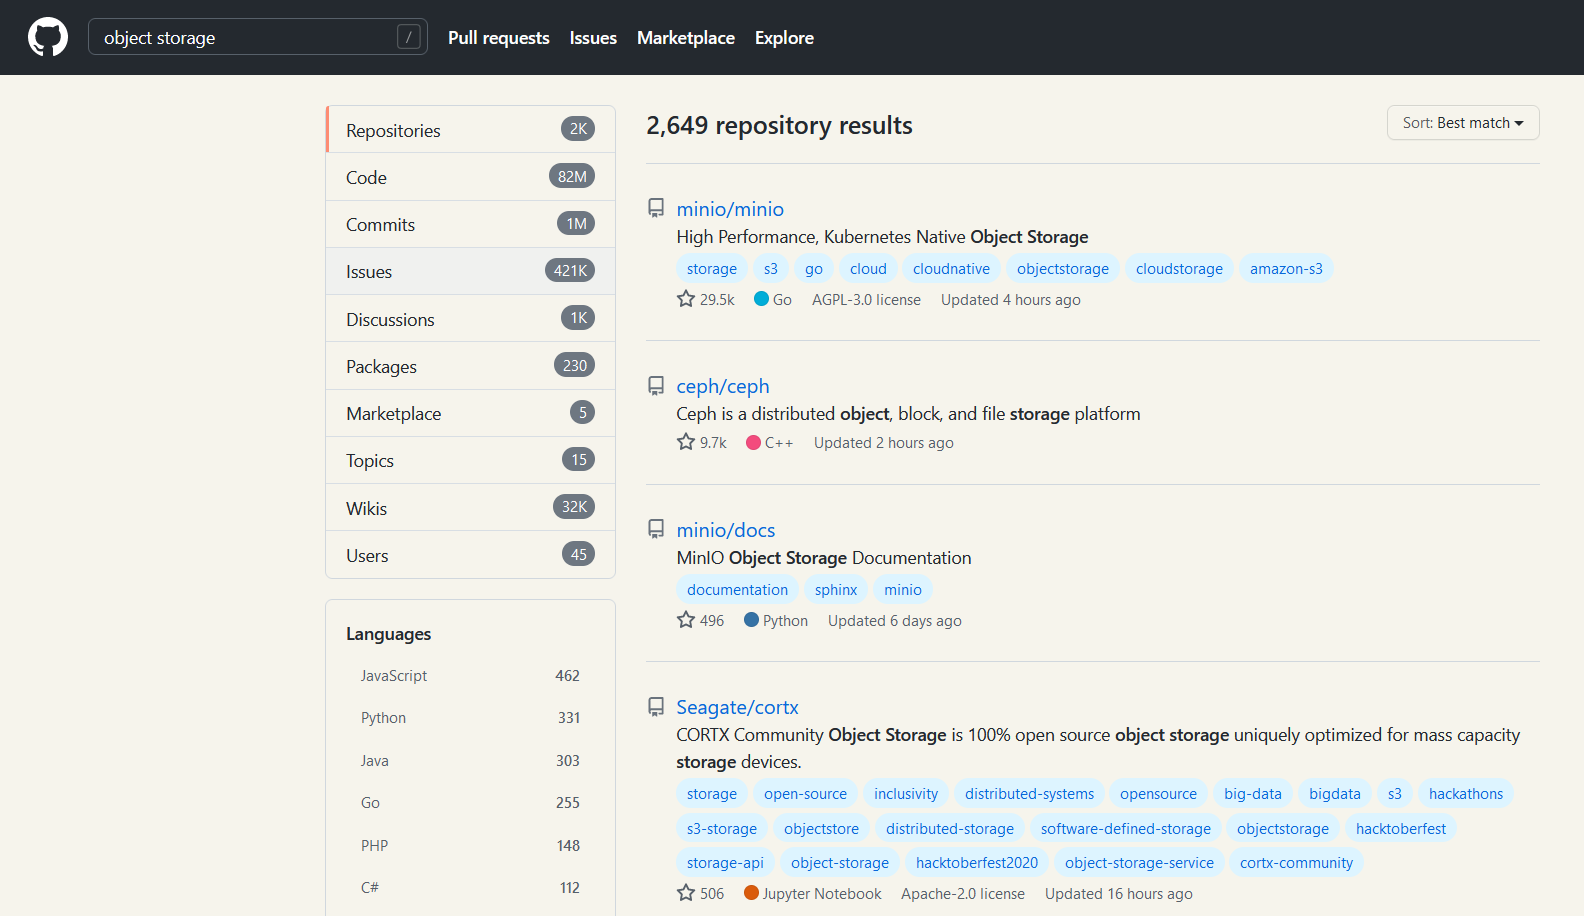 object storage /
Pull requests Issues Marketplace Explore
Repositories 2K
Code 82M
Commits 1M
Issues 421K
Discussions 1K
Packages 230
Marketplace 5
Topics 15
Wikis 32K
Users 45
Languages
JavaScript 462
Python 331
Java 303
Go 255
PHP 148
C# 112
2,649 repository results
Sort: Best match
minio/minio
High Performance, Kubernetes Native Object Storage
storage s3 go cloud cloudnative objectstorage cloudstorage amazon-s3
29.5k Go AGPL-3.0 license Updated 4 hours ago
ceph/ceph
Ceph is a distributed object, block, and file storage platform
9.7k C++ Updated 2 hours ago
minio/docs
MinIO Object Storage Documentation
documentation sphinx minio
496 Python Updated 6 days ago
Seagate/cortx
CORTX Community Object Storage is 100% open source object storage uniquely optimized for mass capacity
storage devices.
storage open-source inclusivity distributed-systems opensource big-data bigdata s3 hackathons
s3-storage objectstore distributed-storage software-defined-storage objectstorage hacktoberfest
storage-api object-storage hacktoberfest2020 object-storage-service cortx-community
506 Jupyter Notebook Apache-2.0 license Updated 16 hours ago